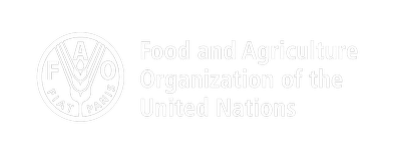 F A O
FIAT PANIS
Food and Agriculture
Organization of the
United Nations